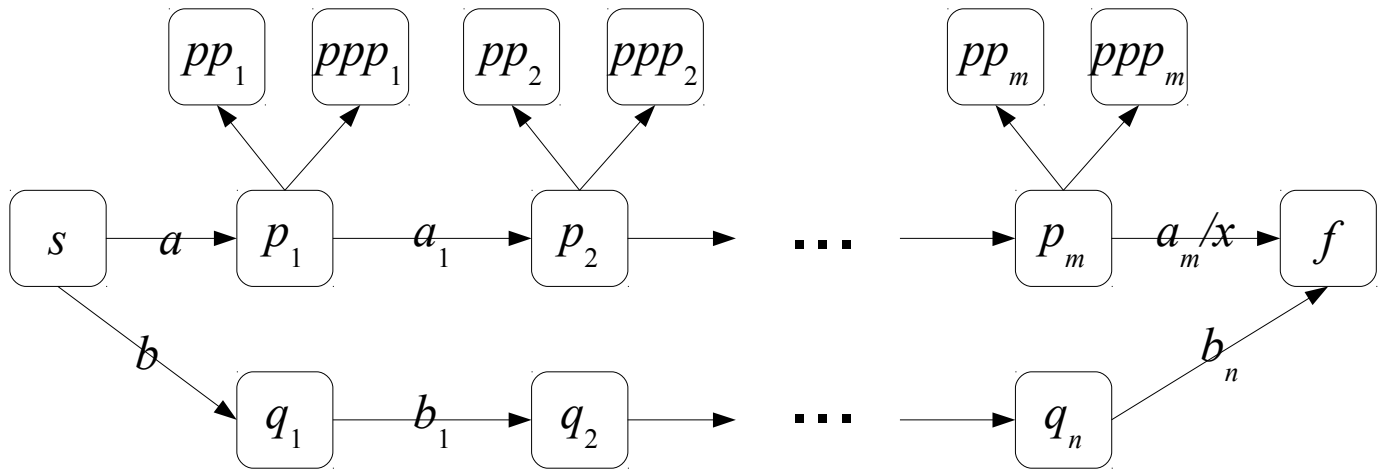 pp₁ ppp₁ pp₂ ppp₂ ppₘ pppₘ
s a p₁ a₁ p₂ ... pₘ aₘ/x f
b bₙ
q₁ b₁ q₂ ... qₙ